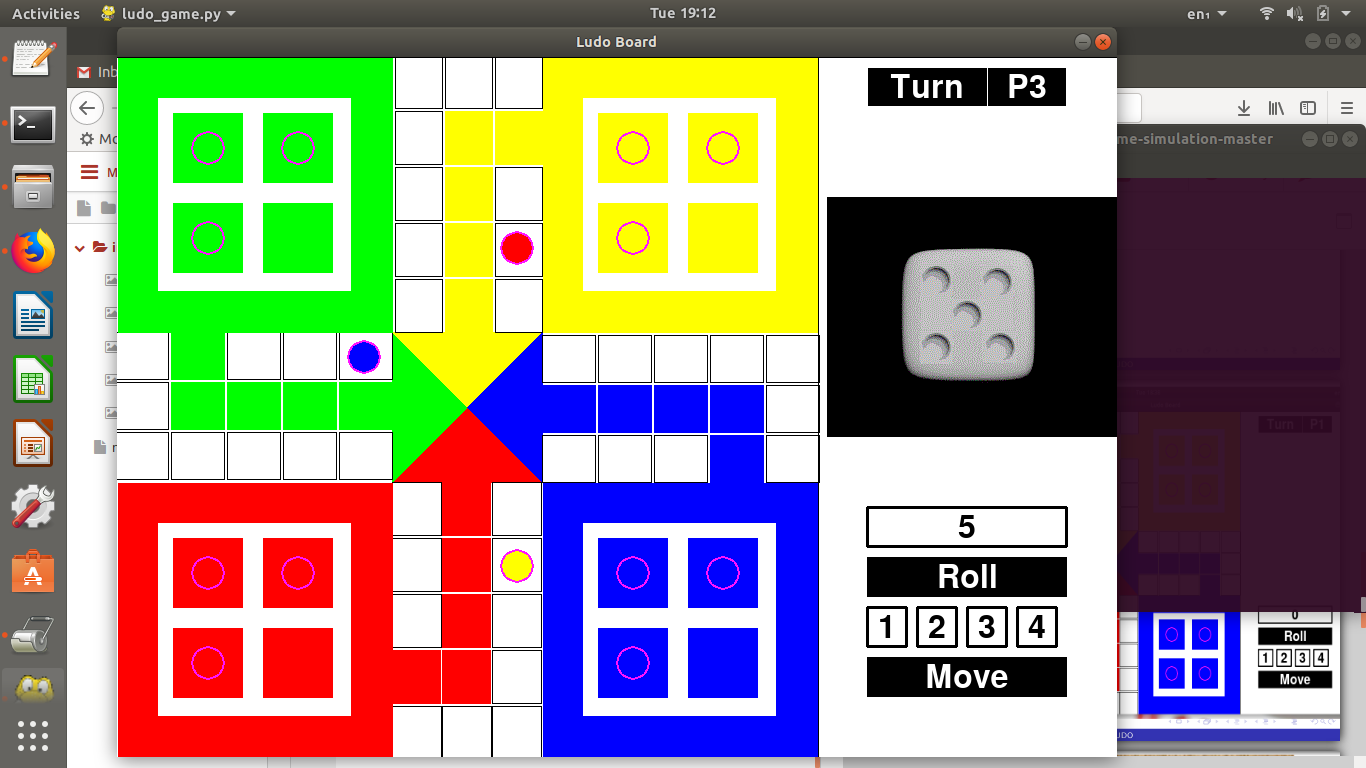 Activities ludo_game.py Tue 19:12 en₁
Ludo Board
Inb
Turn P3
Mo
me-simulation-master
M
i
Turn P1
5
Roll
1 2 3 4
Move
0
Roll
1 2 3 4
Move
UDO